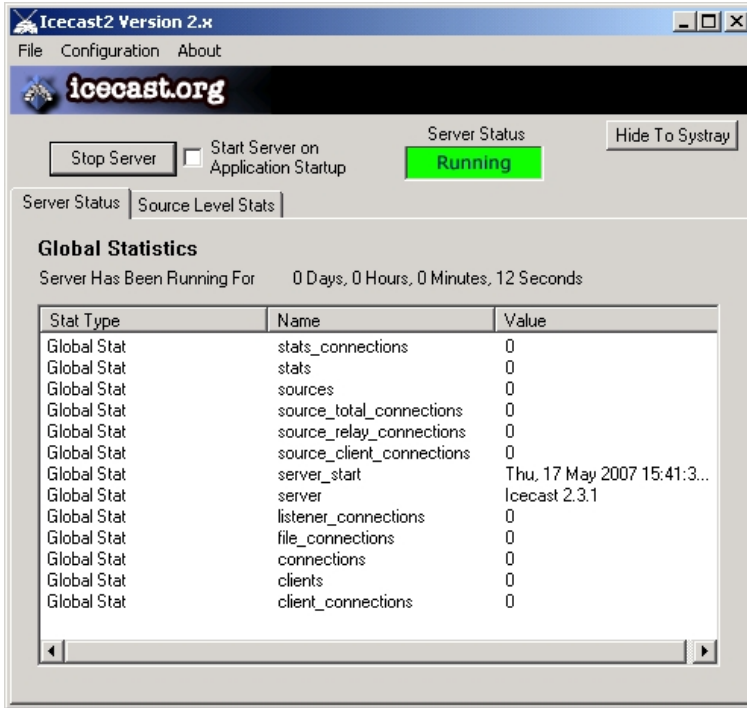 Icecast2 Version 2.x
File Configuration About
icecast.org
Stop Server
Start Server on
Application Startup
Server Status
Running
Hide To Systray
Server Status Source Level Stats
Global Statistics
Server Has Been Running For 0 Days, 0 Hours, 0 Minutes, 12 Seconds
Stat Type Name Value
Global Stat stats_connections 0
Global Stat stats 0
Global Stat sources 0
Global Stat source_total_connections 0
Global Stat source_relay_connections 0
Global Stat source_client_connections 0
Global Stat server_start Thu, 17 May 2007 15:41:3...
Global Stat server Icecast 2.3.1
Global Stat listener_connections 0
Global Stat file_connections 0
Global Stat connections 0
Global Stat clients 0
Global Stat client_connections 0